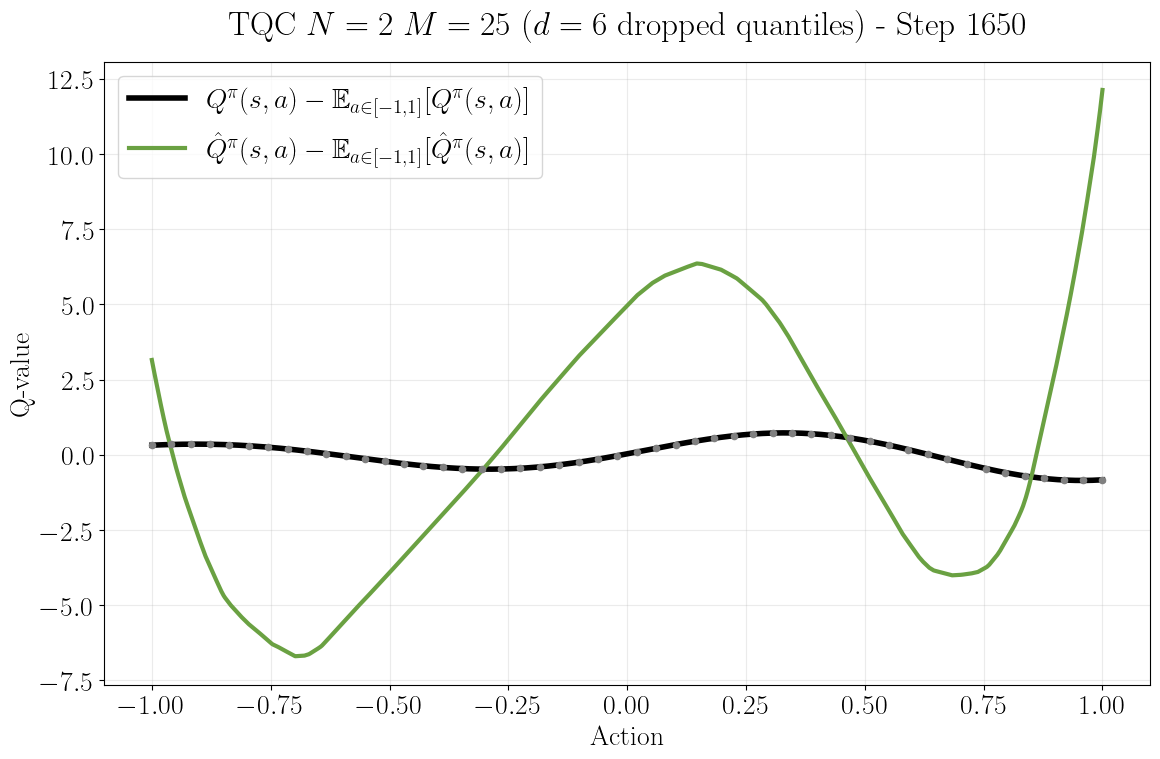 TQC N = 2 M = 25 (d = 6 dropped quantiles) - Step 1650
12.5
10.0
7.5
5.0
2.5
0.0
−2.5
−5.0
−7.5
Q-value
Q^π(s, a) − 𝔼_{a∈[−1,1]}[Q^π(s, a)]
Q̂^π(s, a) − 𝔼_{a∈[−1,1]}[Q̂^π(s, a)]
−1.00 −0.75 −0.50 −0.25 0.00 0.25 0.50 0.75 1.00
Action